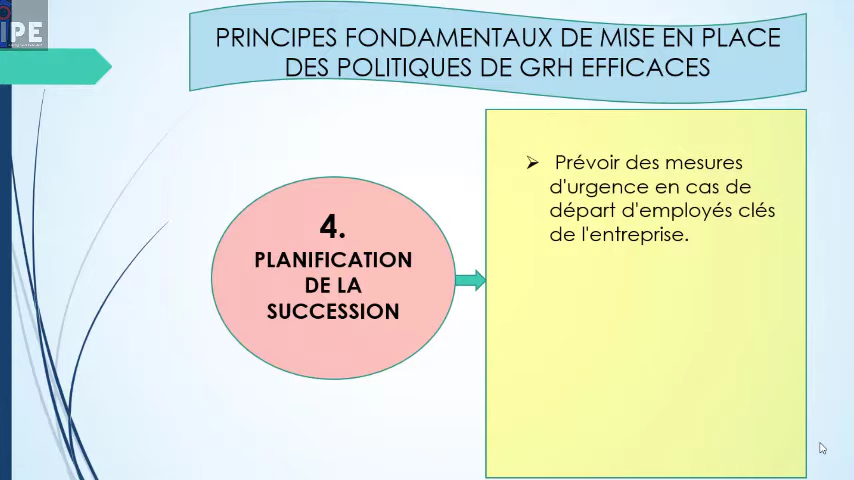 IPE
PRINCIPES FONDAMENTAUX DE MISE EN PLACE
DES POLITIQUES DE GRH EFFICACES
4.
PLANIFICATION
DE LA
SUCCESSION
➢ Prévoir des mesures
d'urgence en cas de
départ d'employés clés
de l'entreprise.